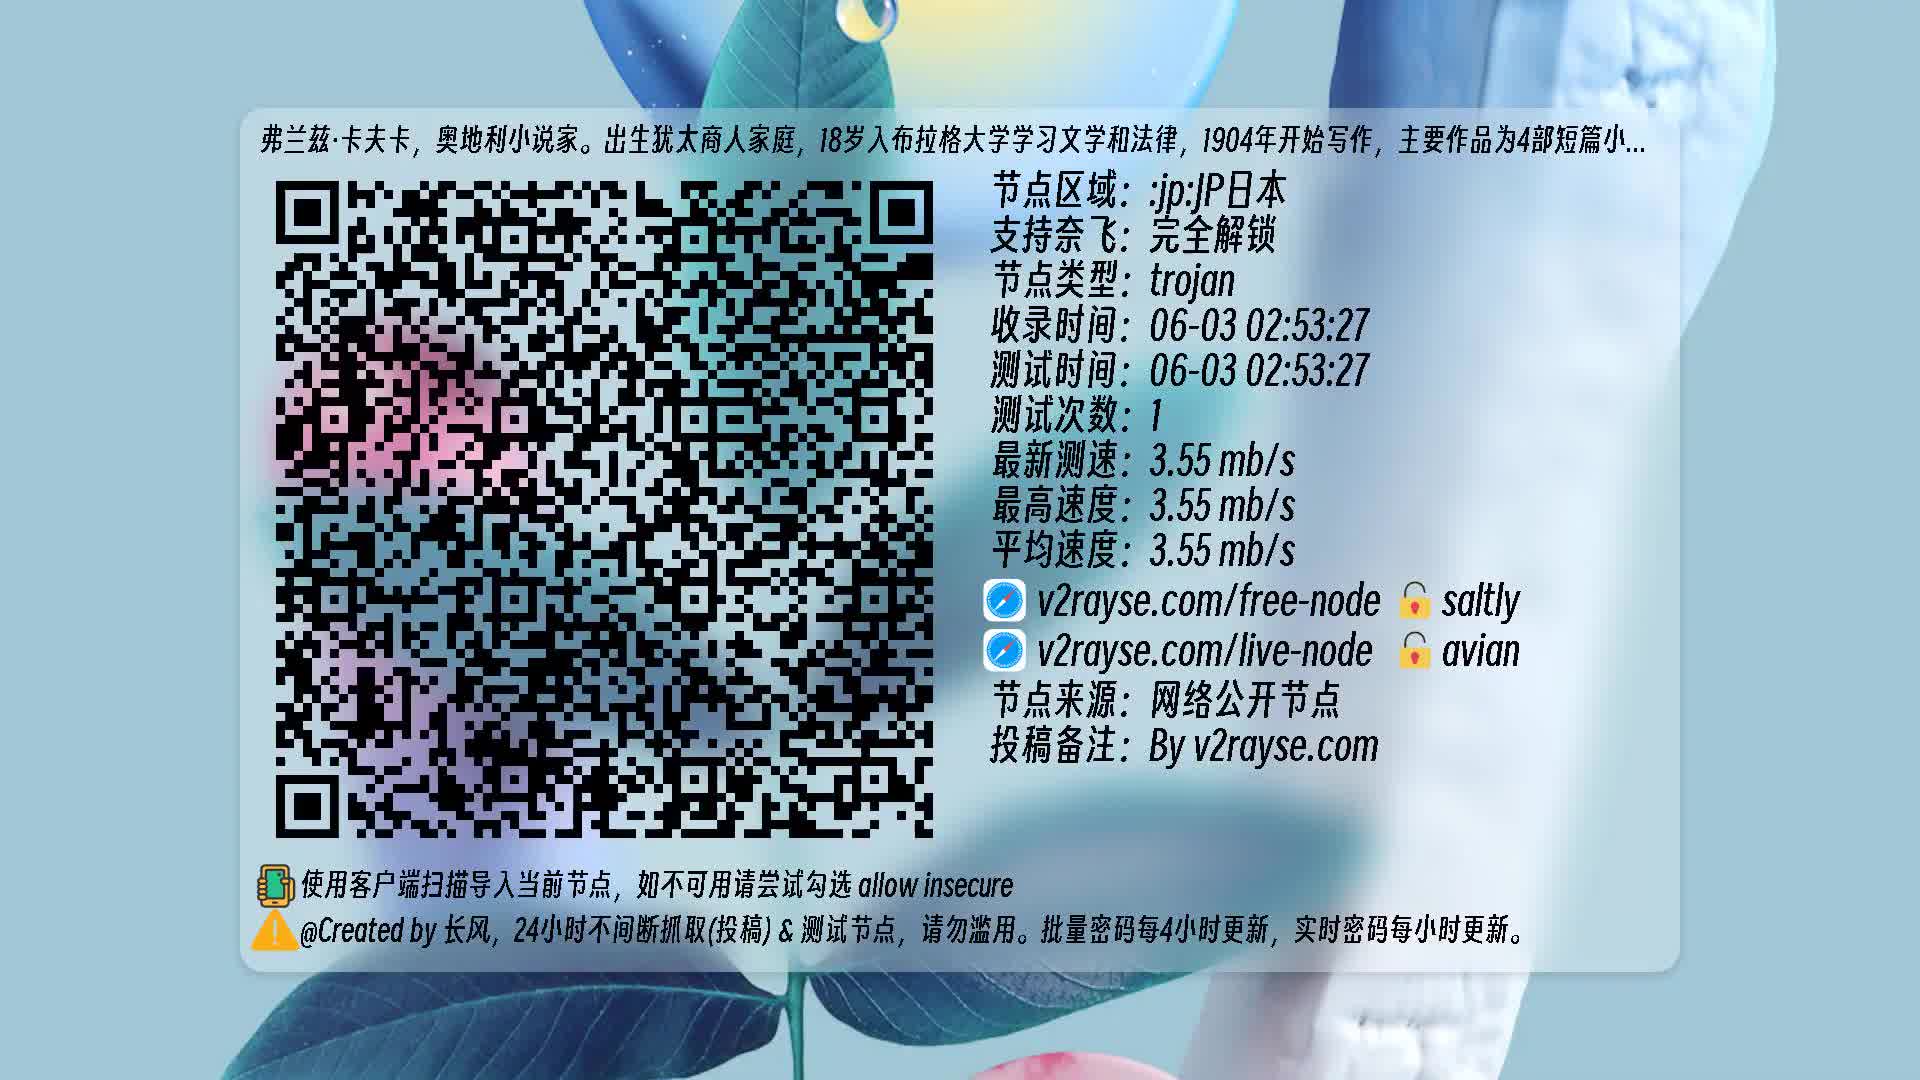 弗兰兹·卡夫卡，奥地利小说家。出生犹太商人家庭，18岁入布拉格大学学习文学和法律，1904年开始写作，主要作品为4部短篇小...
节点区域：:jp:JP日本
支持奈飞：完全解锁
节点类型：trojan
收录时间：06-03 02:53:27
测试时间：06-03 02:53:27
测试次数：1
最新测速：3.55 mb/s
最高速度：3.55 mb/s
平均速度：3.55 mb/s
v2rayse.com/free-node saltly
v2rayse.com/live-node avian
节点来源：网络公开节点
投稿备注：By v2rayse.com
使用客户端扫描导入当前节点，如不可用请尝试勾选 allow insecure
@Created by 长风，24小时不间断抓取(投稿) & 测试节点，请勿滥用。批量密码每4小时更新，实时密码每小时更新。